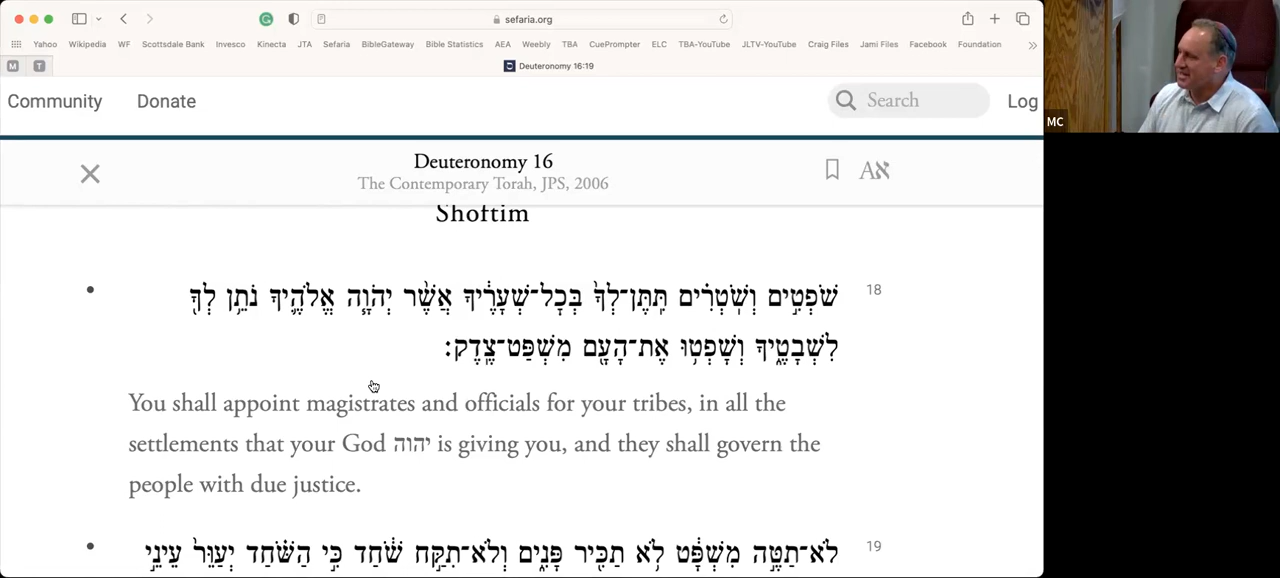 sefaria.org
Yahoo Wikipedia WF Scottsdale Bank Invesco Kinecta JTA Sefaria BibleGateway Bible Statistics AEA Weebly TBA CuePrompter ELC TBA-YouTube JLTV-YouTube Craig Files Jami Files Facebook Foundation
M T Deuteronomy 16:19
Community Donate Search Log
MC
Deuteronomy 16
The Contemporary Torah, JPS, 2006
Shoftim
שֹׁפְטִ֣ים וְשֹֽׁטְרִ֗ים תִּֽתֶּן־לְךָ֙ בְּכׇל־שְׁעָרֶ֔יךָ אֲשֶׁ֨ר יְהֹוָ֧ה אֱלֹהֶ֛יךָ נֹתֵ֥ן לְךָ֖ 18
לִשְׁבָטֶ֑יךָ וְשָׁפְט֥וּ אֶת־הָעָ֖ם מִשְׁפַּט־צֶֽדֶק׃
You shall appoint magistrates and officials for your tribes, in all the
settlements that your God יהוה is giving you, and they shall govern the
people with due justice.
לֹא־תַטֶּ֣ה מִשְׁפָּ֔ט לֹ֥א תַכִּ֖יר פָּנִ֑ים וְלֹא־תִקַּ֣ח שֹׁ֔חַד כִּ֣י הַשֹּׁ֗חַד יְעַוֵּר֙ עֵינֵ֣י 19